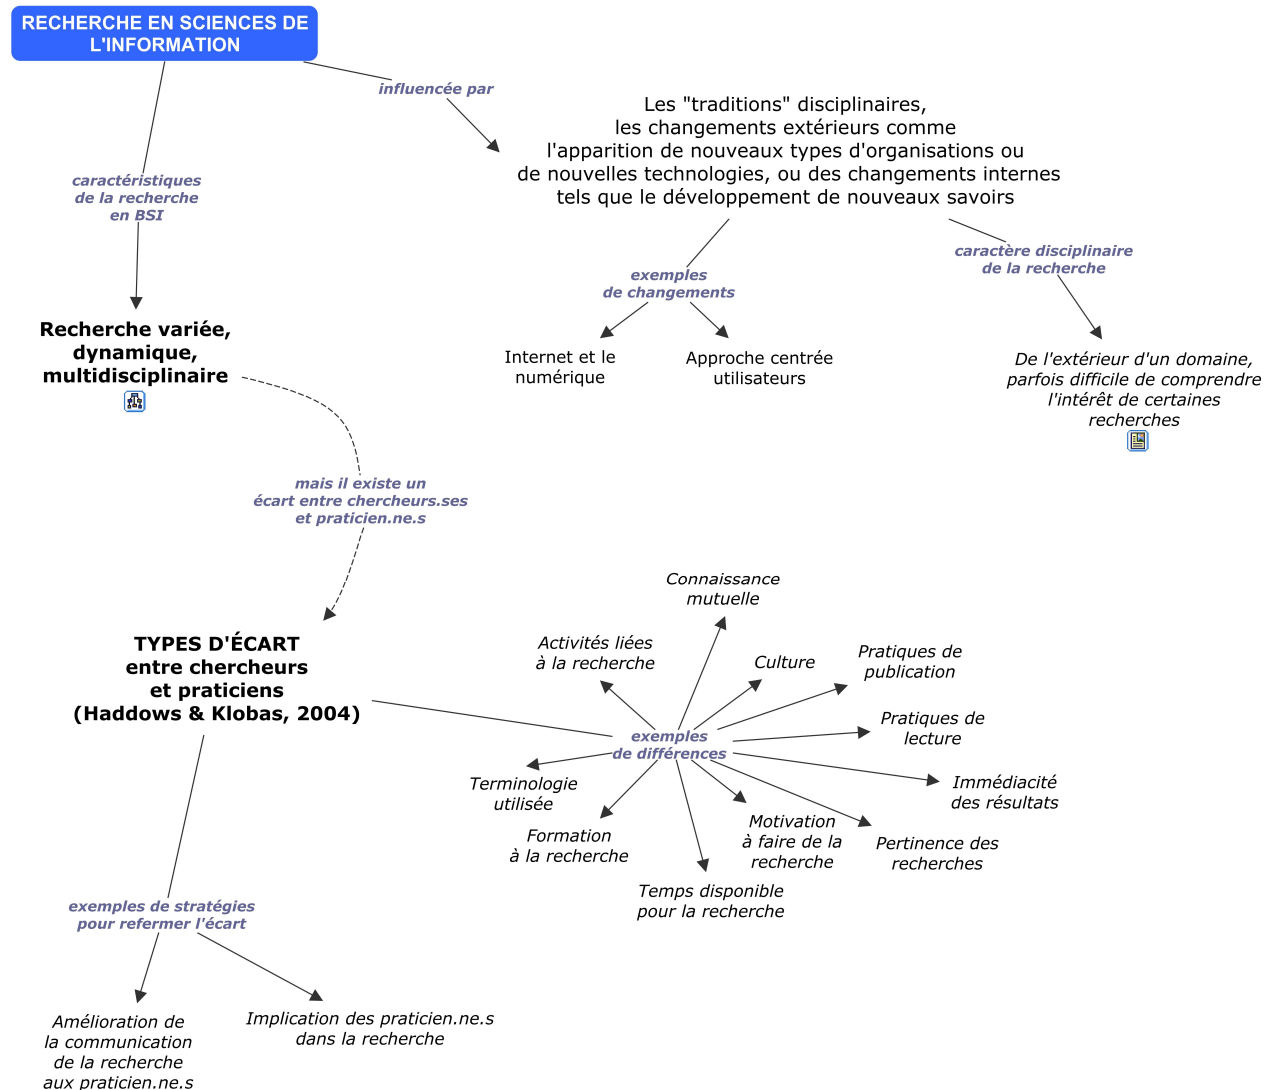 RECHERCHE EN SCIENCES DE
L'INFORMATION
influencée par
Les "traditions" disciplinaires,
les changements extérieurs comme
l'apparition de nouveaux types d'organisations ou
de nouvelles technologies, ou des changements internes
tels que le développement de nouveaux savoirs
caractéristiques
de la recherche
en BSI
exemples
de changements
caractère disciplinaire
de la recherche
Recherche variée,
dynamique,
multidisciplinaire
Internet et le
numérique
Approche centrée
utilisateurs
De l'extérieur d'un domaine,
parfois difficile de comprendre
l'intérêt de certaines
recherches
mais il existe un
écart entre chercheurs.ses
et praticien.ne.s
TYPES D'ÉCART
entre chercheurs
et praticiens
(Haddows & Klobas, 2004)
exemples
de différences
Connaissance
mutuelle
Activités liées
à la recherche
Culture
Pratiques de
publication
Pratiques de
lecture
Immédiacité
des résultats
Terminologie
utilisée
Formation
à la recherche
Motivation
à faire de la
recherche
Pertinence des
recherches
Temps disponible
pour la recherche
exemples de stratégies
pour refermer l'écart
Amélioration de
la communication
de la recherche
aux praticien.ne.s
Implication des praticien.ne.s
dans la recherche